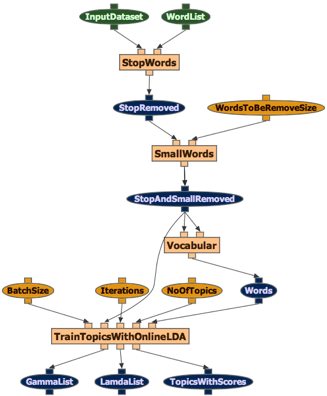 InputDataset
WordList
StopWords
StopRemoved
WordsToBeRemoveSize
SmallWords
StopAndSmallRemoved
Vocabular
BatchSize
Iterations
NoOfTopics
Words
TrainTopicsWithOnlineLDA
GammaList
LamdaList
TopicsWithScores